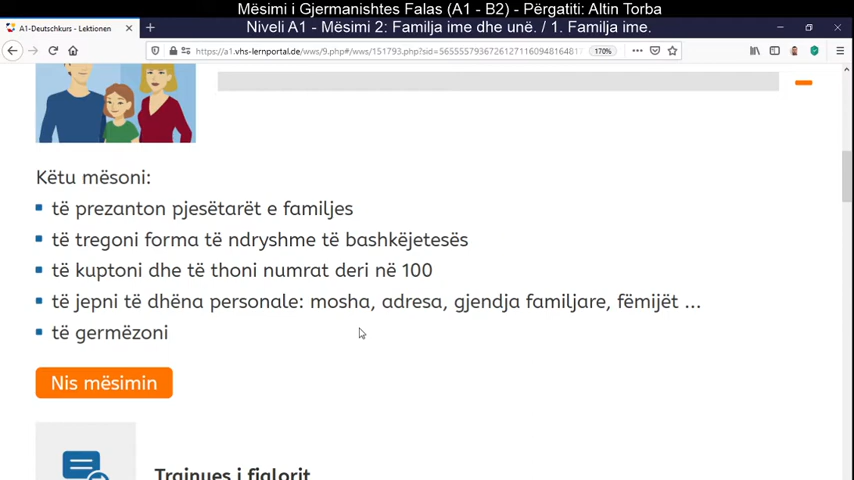 Mësimi i Gjermanishtes Falas (A1 - B2) - Përgatiti: Altin Torba
Niveli A1 - Mësimi 2: Familja ime dhe unë. / 1. Familja ime.
A1-Deutschkurs - Lektionen
https://a1.vhs-lernportal.de/wws/9.php#/wws/151793.php?sid=
170%
Këtu mësoni:
të prezanton pjesëtarët e familjes
të tregoni forma të ndryshme të bashkëjetesës
të kuptoni dhe të thoni numrat deri në 100
të jepni të dhëna personale: mosha, adresa, gjendja familjare, fëmijët ...
të germëzoni
Nis mësimin
Trajnues i fjalorit